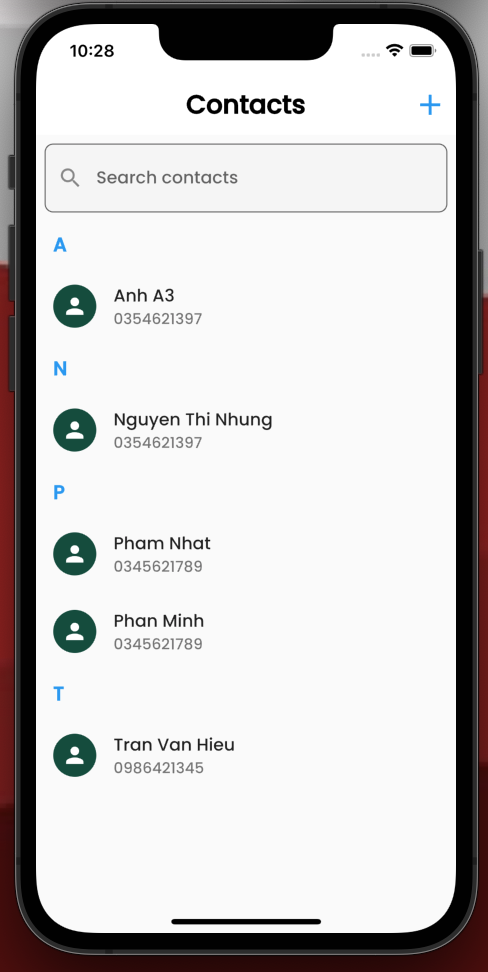 10:28
Contacts
Search contacts
A
Anh A3
0354621397
N
Nguyen Thi Nhung
0354621397
P
Pham Nhat
0345621789
Phan Minh
0345621789
T
Tran Van Hieu
0986421345